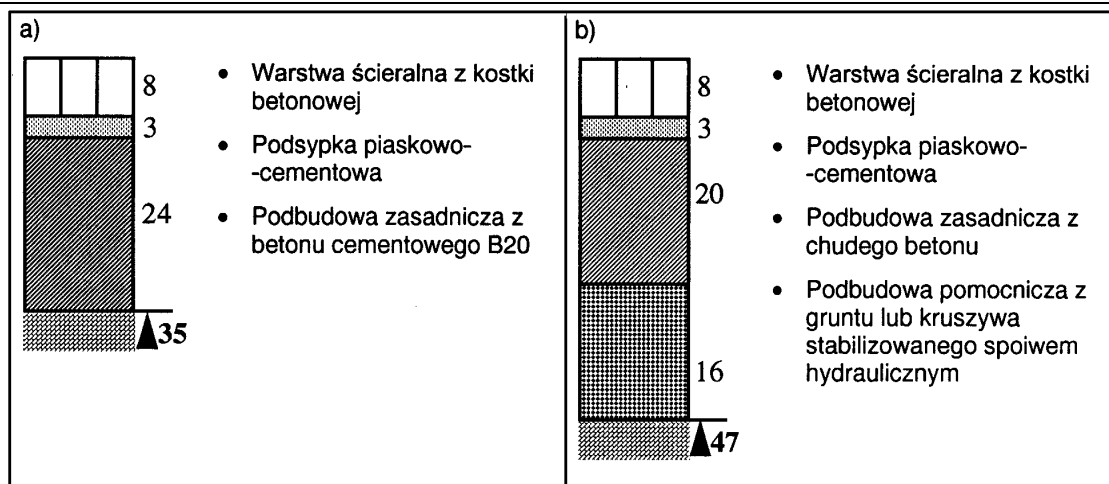 a)
8
3
24
35
• Warstwa ścieralna z kostki
betonowej
• Podsypka piaskowo-
-cementowa
• Podbudowa zasadnicza z
betonu cementowego B20
b)
8
3
20
16
47
• Warstwa ścieralna z kostki
betonowej
• Podsypka piaskowo-
-cementowa
• Podbudowa zasadnicza z
chudego betonu
• Podbudowa pomocnicza z
gruntu lub kruszywa
stabilizowanego spoiwem
hydraulicznym